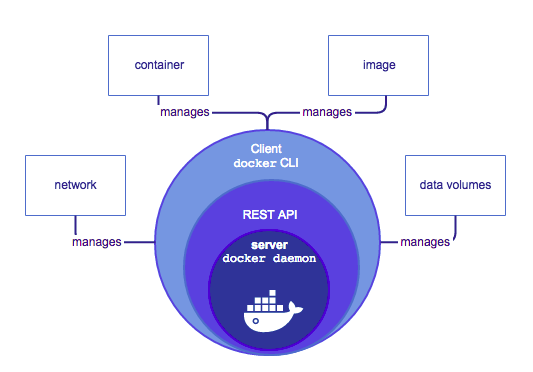 container
image
manages
manages
Client
docker CLI
network
data volumes
REST API
manages
manages
server
docker daemon